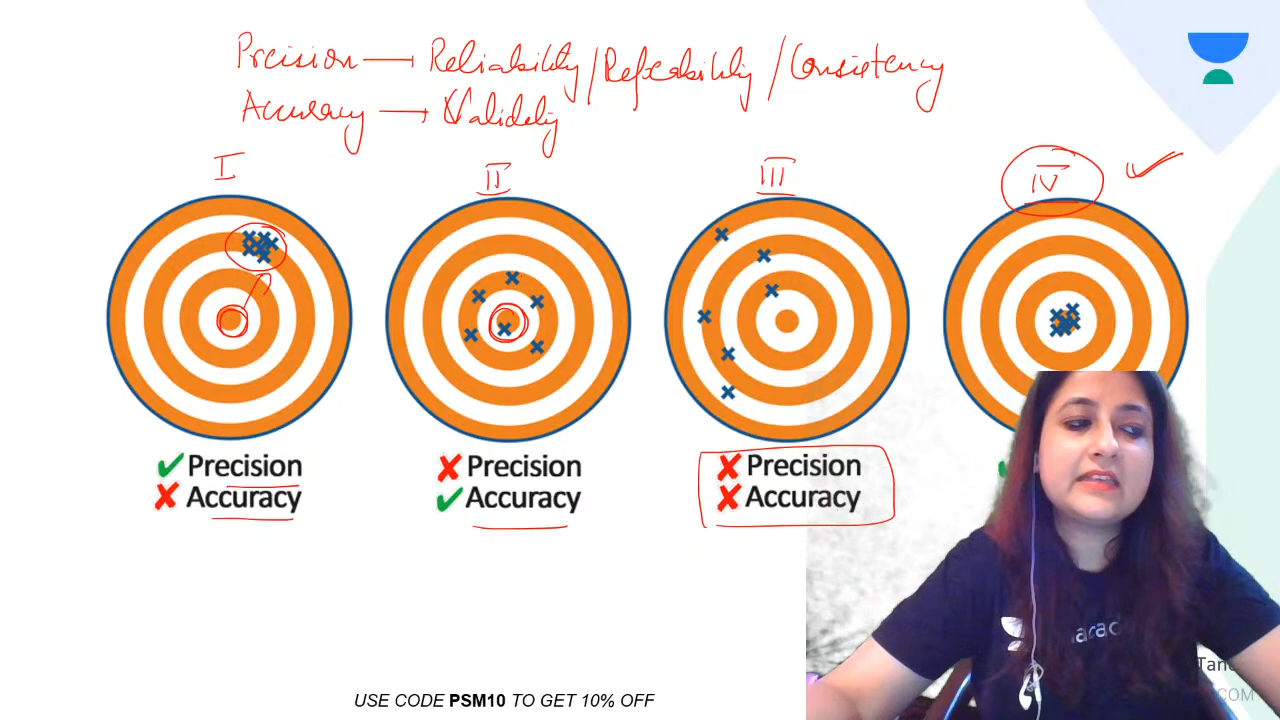 Precision → Reliability / Repeability / Consistency
Accuracy → Validity
I II III IV
✔ Precision ✘ Precision ✘ Precision
✘ Accuracy ✔ Accuracy ✘ Accuracy
USE CODE PSM10 TO GET 10% OFF